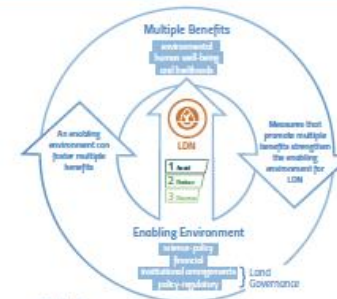 Multiple Benefits
environmental
human well-being
and livelihoods
An enabling
environment can
foster multiple
benefits
LDN
1 Avoid
2 Reduce
3 Reverse
Measures that
promote multiple
benefits strengthen
the enabling
environment for
LDN
Enabling Environment
science-policy
financial
institutional arrangements
policy-regulatory
Land
Governance